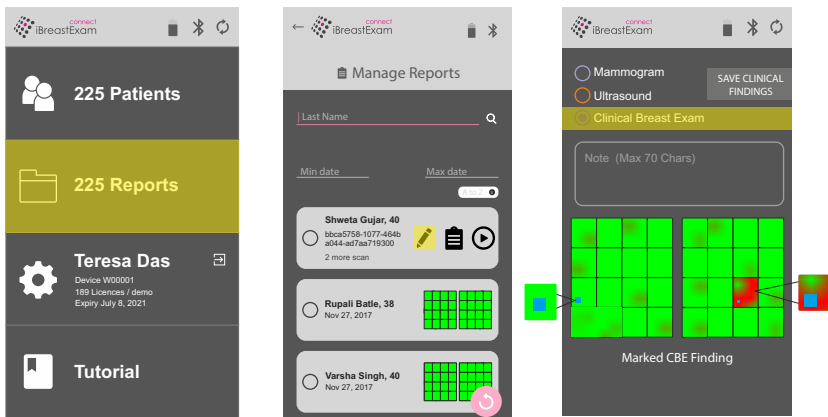 connect
iBreastExam
225 Patients
225 Reports
Teresa Das
Device W00001
189 Licences / demo
Expiry July 8, 2021
Tutorial
connect
iBreastExam
Manage Reports
Last Name
Min date
Max date
A to Z
Shweta Gujar, 40
bbca5758-1077-464b
a044-ad7aa719300
2 more scan
Rupali Batle, 38
Nov 27, 2017
Varsha Singh, 40
Nov 27, 2017
connect
iBreastExam
Mammogram
Ultrasound
SAVE CLINICAL
FINDINGS
Clinical Breast Exam
Note (Max 70 Chars)
Marked CBE Finding